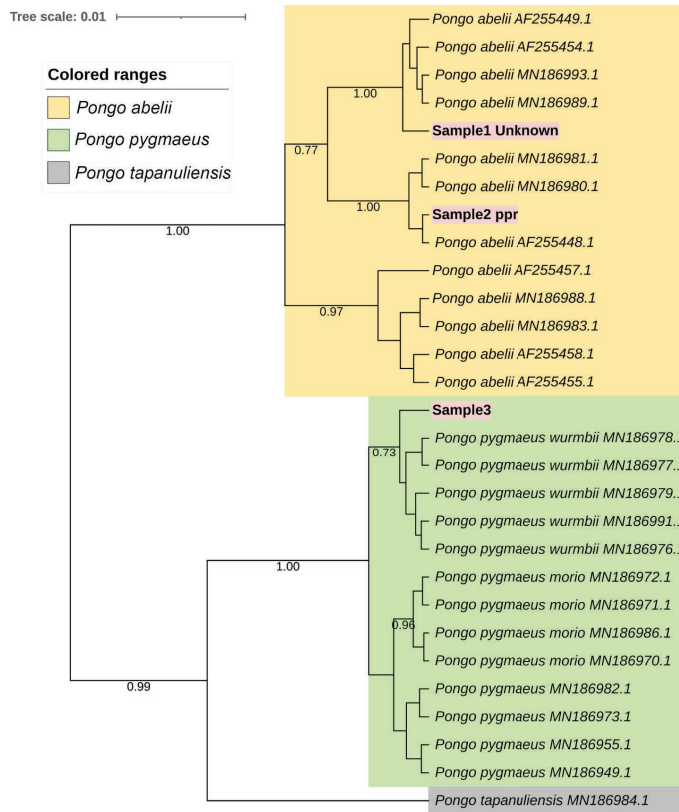 Tree scale: 0.01
Colored ranges
Pongo abelii
Pongo pygmaeus
Pongo tapanuliensis
Pongo abelii AF255449.1
Pongo abelii AF255454.1
Pongo abelii MN186993.1
1.00
Pongo abelii MN186989.1
Sample1 Unknown
0.77
Pongo abelii MN186981.1
Pongo abelii MN186980.1
1.00
Sample2 ppr
1.00
Pongo abelii AF255448.1
Pongo abelii AF255457.1
Pongo abelii MN186988.1
0.97
Pongo abelii MN186983.1
Pongo abelii AF255458.1
Pongo abelii AF255455.1
Sample3
Pongo pygmaeus wurmbii MN186978.1
0.73
Pongo pygmaeus wurmbii MN186977.1
Pongo pygmaeus wurmbii MN186979.1
Pongo pygmaeus wurmbii MN186991.1
Pongo pygmaeus wurmbii MN186976.1
1.00
Pongo pygmaeus morio MN186972.1
Pongo pygmaeus morio MN186971.1
0.96
Pongo pygmaeus morio MN186986.1
Pongo pygmaeus morio MN186970.1
0.99
Pongo pygmaeus MN186982.1
Pongo pygmaeus MN186973.1
Pongo pygmaeus MN186955.1
Pongo pygmaeus MN186949.1
Pongo tapanuliensis MN186984.1